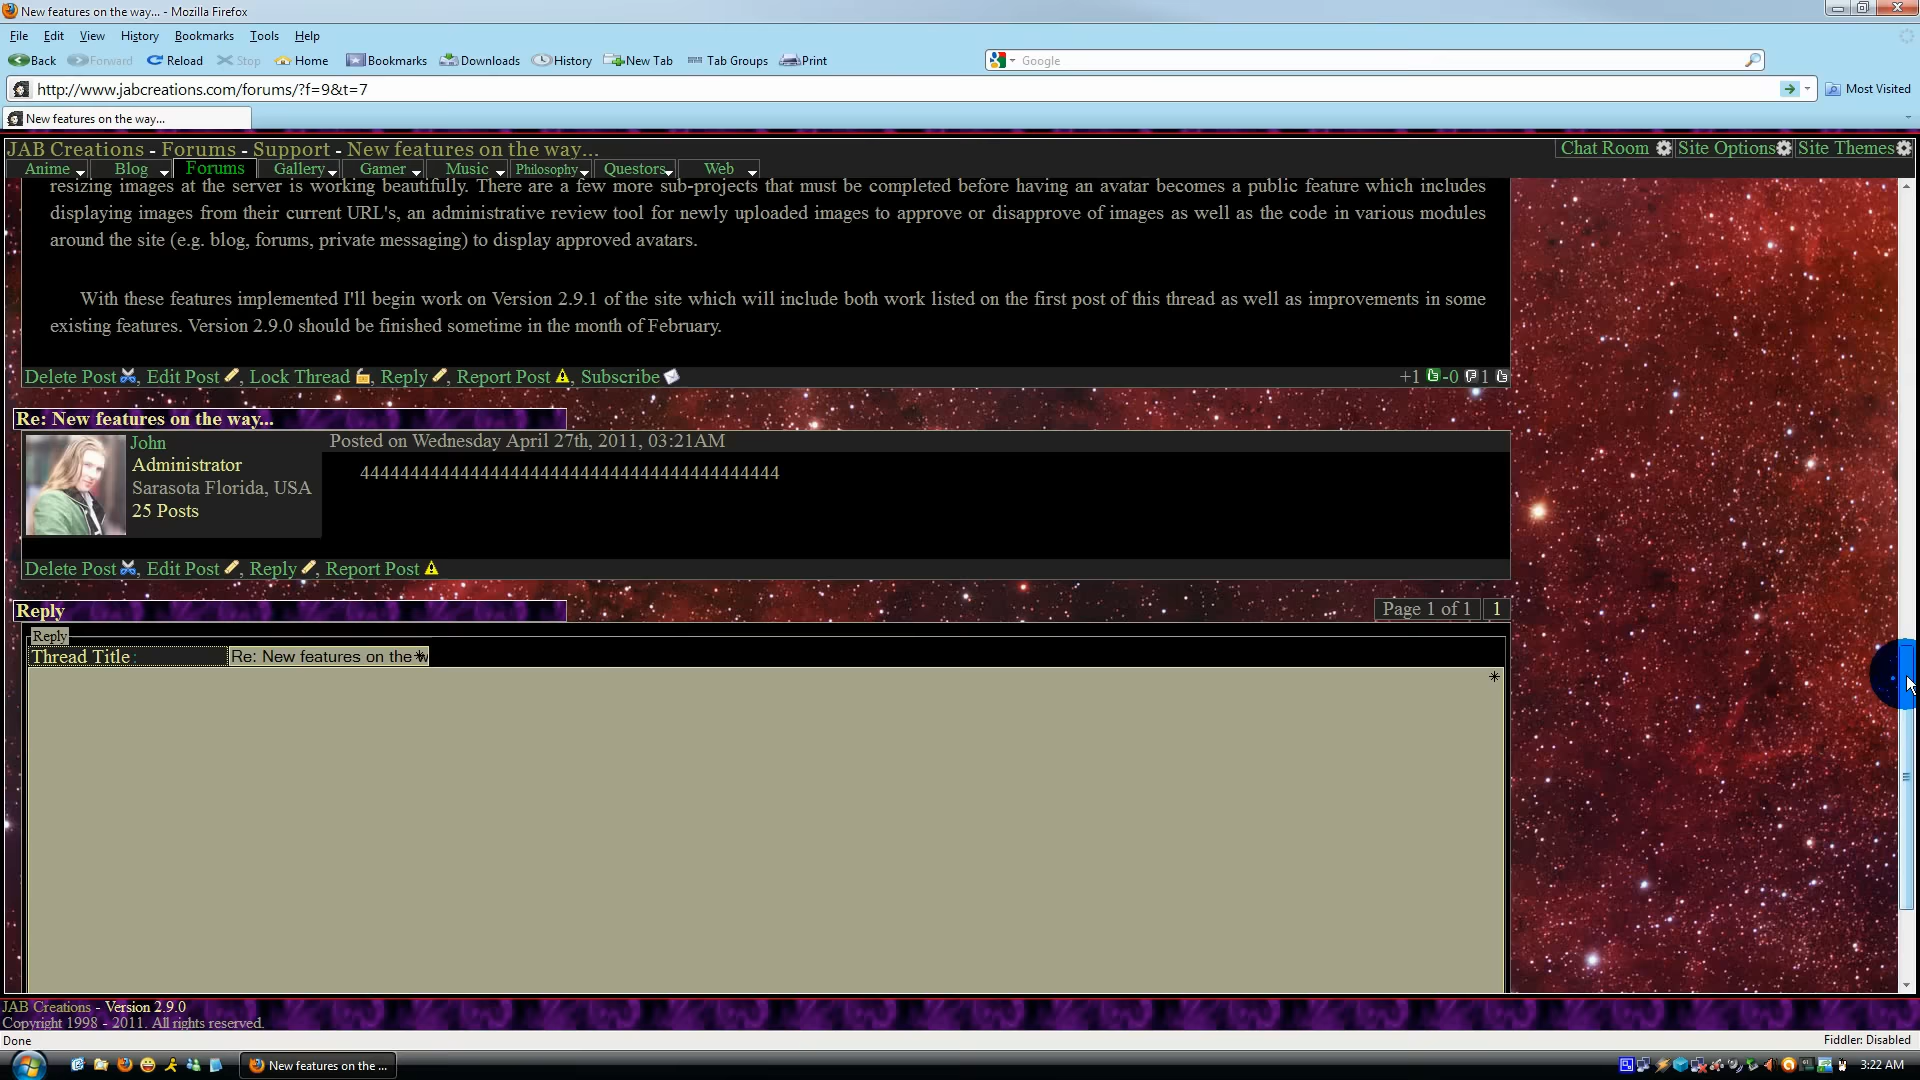 New features on the way... - Mozilla Firefox
File Edit View History Bookmarks Tools Help
Back Forward Reload Stop Home Bookmarks Downloads History New Tab Tab Groups Print Google
http://www.jabcreations.com/forums/?f=9&t=7 Most Visited
New features on the way...
JAB Creations - Forums - Support - New features on the way... Chat Room Site Options Site Themes
Anime Blog Forums Gallery Gamer Music Philosophy Questors Web
resizing images at the server is working beautifully. There are a few more sub-projects that must be completed before having an avatar becomes a public feature which includes
displaying images from their current URL's, an administrative review tool for newly uploaded images to approve or disapprove of images as well as the code in various modules
around the site (e.g. blog, forums, private messaging) to display approved avatars.
With these features implemented I'll begin work on Version 2.9.1 of the site which will include both work listed on the first post of this thread as well as improvements in some
existing features. Version 2.9.0 should be finished sometime in the month of February.
Delete Post, Edit Post, Lock Thread, Reply, Report Post, Subscribe +1 -0 1
Re: New features on the way...
John Posted on Wednesday April 27th, 2011, 03:21AM
Administrator 444444444444444444444444444444444444444444
Sarasota Florida, USA
25 Posts
Delete Post, Edit Post, Reply, Report Post
Reply Page 1 of 1 1
Reply
Thread Title: Re: New features on the w
JAB Creations - Version 2.9.0
Copyright 1998 - 2011. All rights reserved.
Done Fiddler: Disabled
New features on the ... 3:22 AM